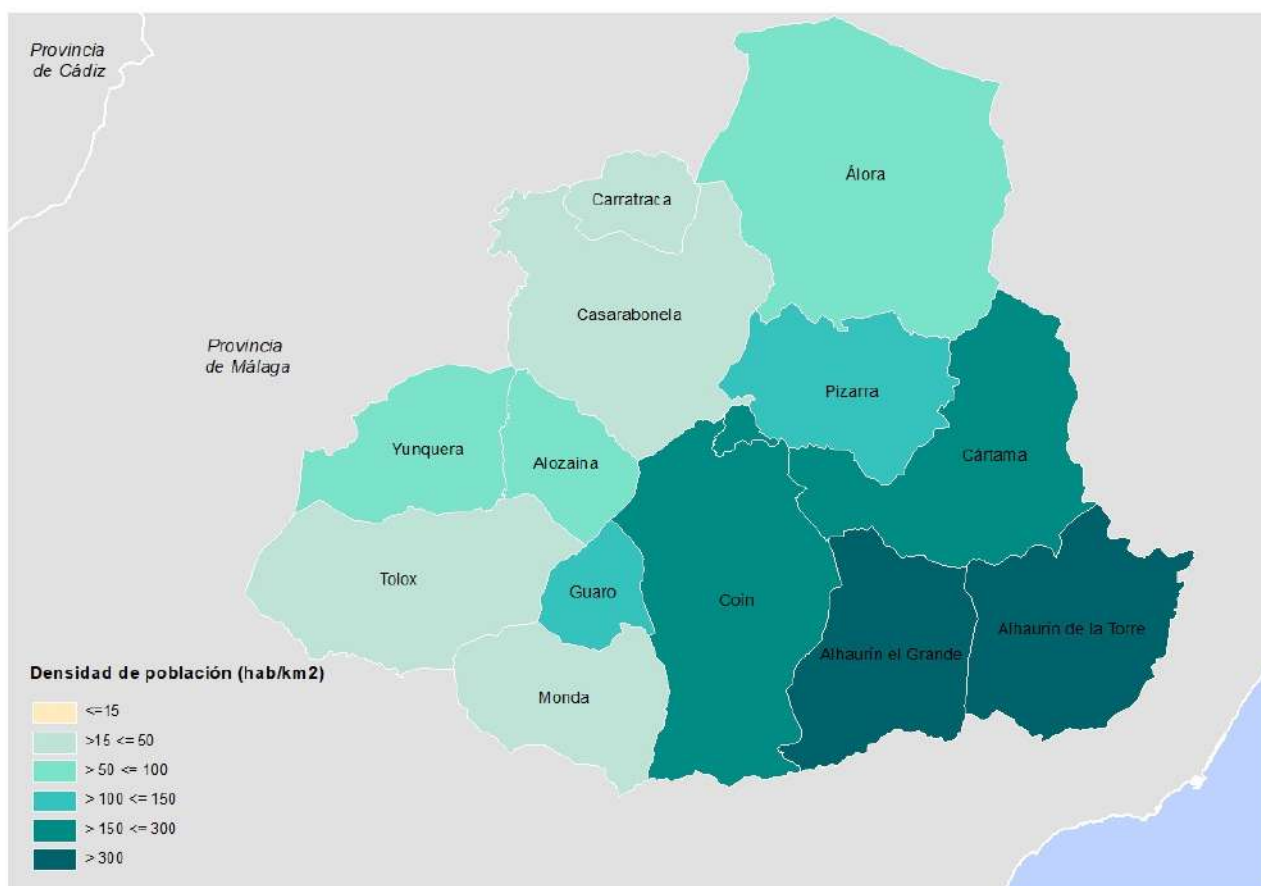 Provincia
de Cádiz
Álora
Carratraca
Casarabonela
Provincia
de Málaga
Pizarra
Yunquera
Alozaina
Cártama
Tolox
Guaro
Coín
Alhaurín de la Torre
Alhaurín el Grande
Monda
Densidad de población (hab/km2)
<=15
>15 <= 50
> 50 <= 100
> 100 <= 150
> 150 <= 300
> 300